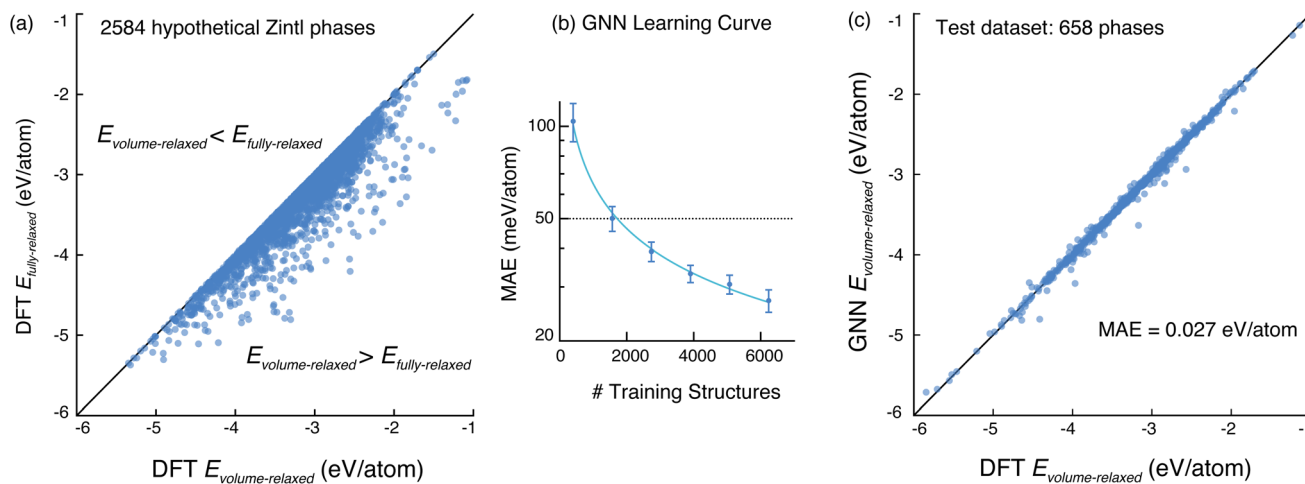 (a)
2584 hypothetical Zintl phases
E_volume-relaxed < E_fully-relaxed
E_volume-relaxed > E_fully-relaxed
DFT E_fully-relaxed (eV/atom)
-1
-2
-3
-4
-5
-6
-6 -5 -4 -3 -2 -1
DFT E_volume-relaxed (eV/atom)
(b) GNN Learning Curve
MAE (meV/atom)
100
50
20
0 2000 4000 6000
# Training Structures
(c)
Test dataset: 658 phases
MAE = 0.027 eV/atom
GNN E_volume-relaxed (eV/atom)
-1
-2
-3
-4
-5
-6
-6 -5 -4 -3 -2 -1
DFT E_volume-relaxed (eV/atom)